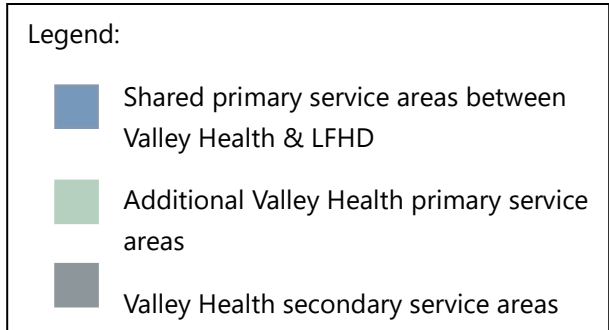 Legend:
Shared primary service areas between
Valley Health & LFHD
Additional Valley Health primary service
areas
Valley Health secondary service areas